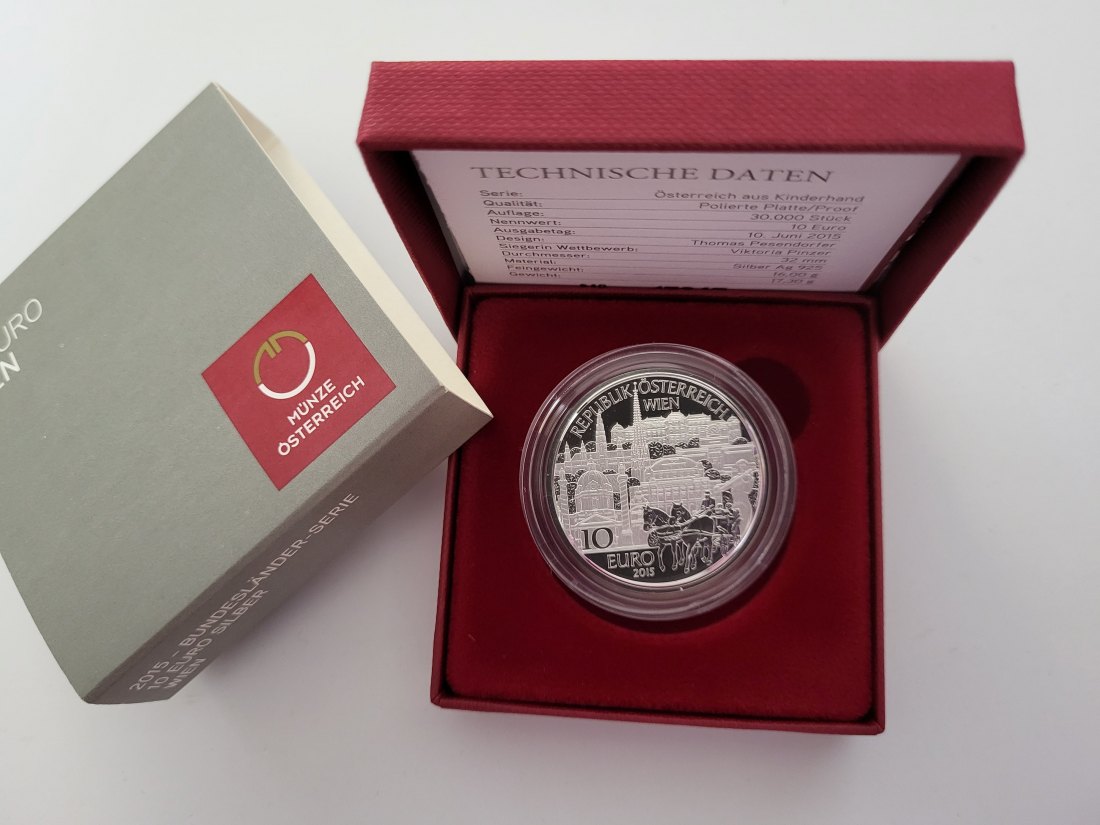 URO
EN
MÜNZE
ÖSTERREICH
2015 – BUNDESLÄNDER-SERIE
10 EURO SILBER
WIEN
TECHNISCHE DATEN
Serie: Österreich aus Kinderhand
Qualität: Polierte Platte/Proof
Auflage: 30.000 Stück
Nennwert: 10 Euro
Ausgabetag: 10. Juni 2015
Design: Thomas Pesendorfer
Siegerin Wettbewerb: Viktoria Pinzer
Durchmesser: 32 mm
Material: Silber Ag 925
Feingewicht: 16,00 g
Gewicht: 17,30 g
REPUBLIK ÖSTERREICH
WIEN
10
EURO
2015